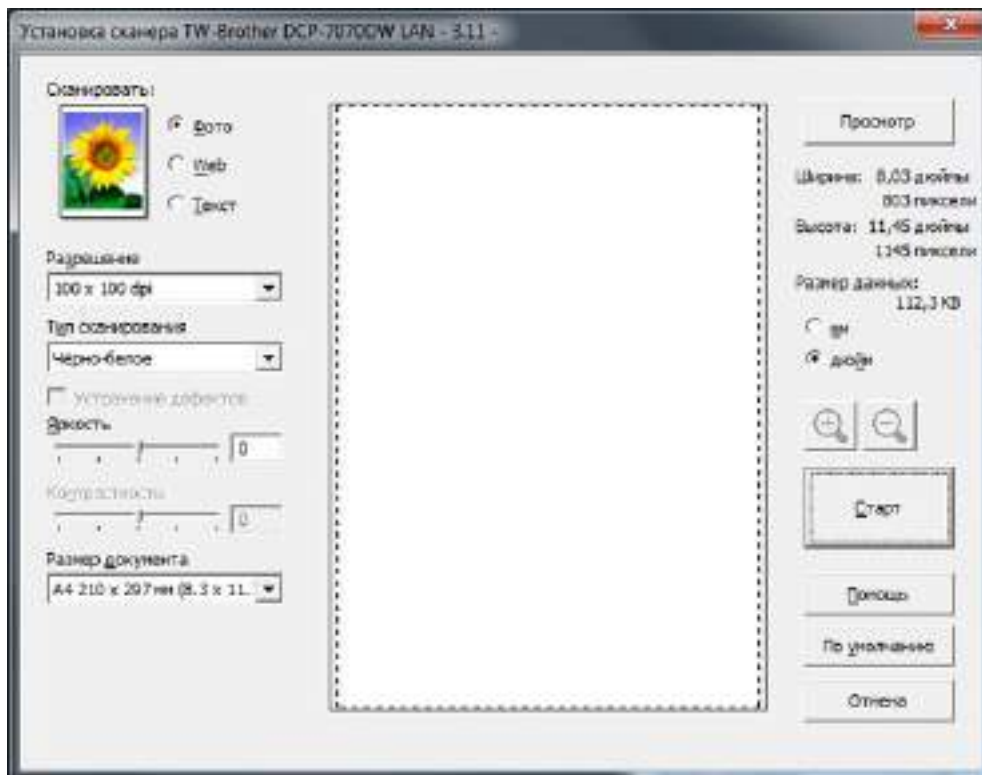 Установка сканера TW-Brother DCP-7070DW LAN - 3.11 -
Сканировать:
Фото
Web
Текст
Разрешение
100 x 100 dpi
Тип сканирования
Черно-белое
Устранение дефектов
Яркость
0
Контрастность
0
Размер документа
A4 210 x 297 мм (8.3 x 11.
Просмотр
Ширина: 8,03 дюймы
803 пиксели
Высота: 11,45 дюймы
1145 пиксели
Размер данных:
112,3 KB
мм
дюйм
Старт
Помощь
По умолчанию
Отмена